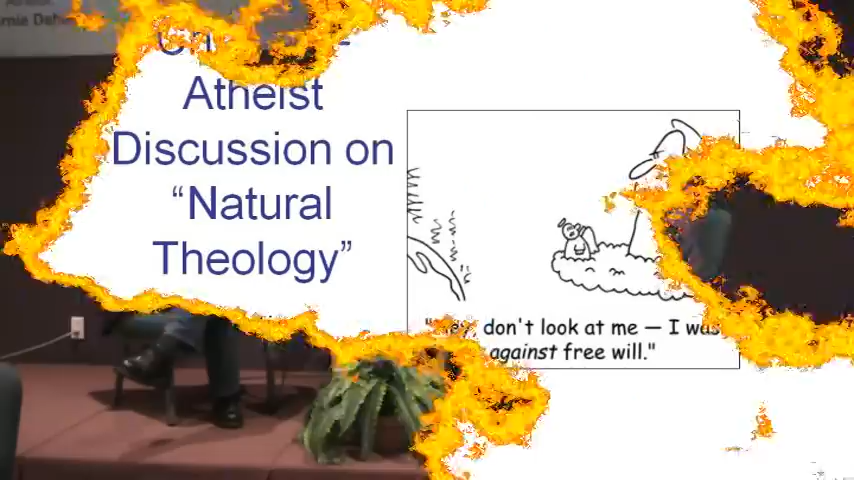 Atheist
Discussion on
“Natural
Theology”
don't look at me — I was
against free will."